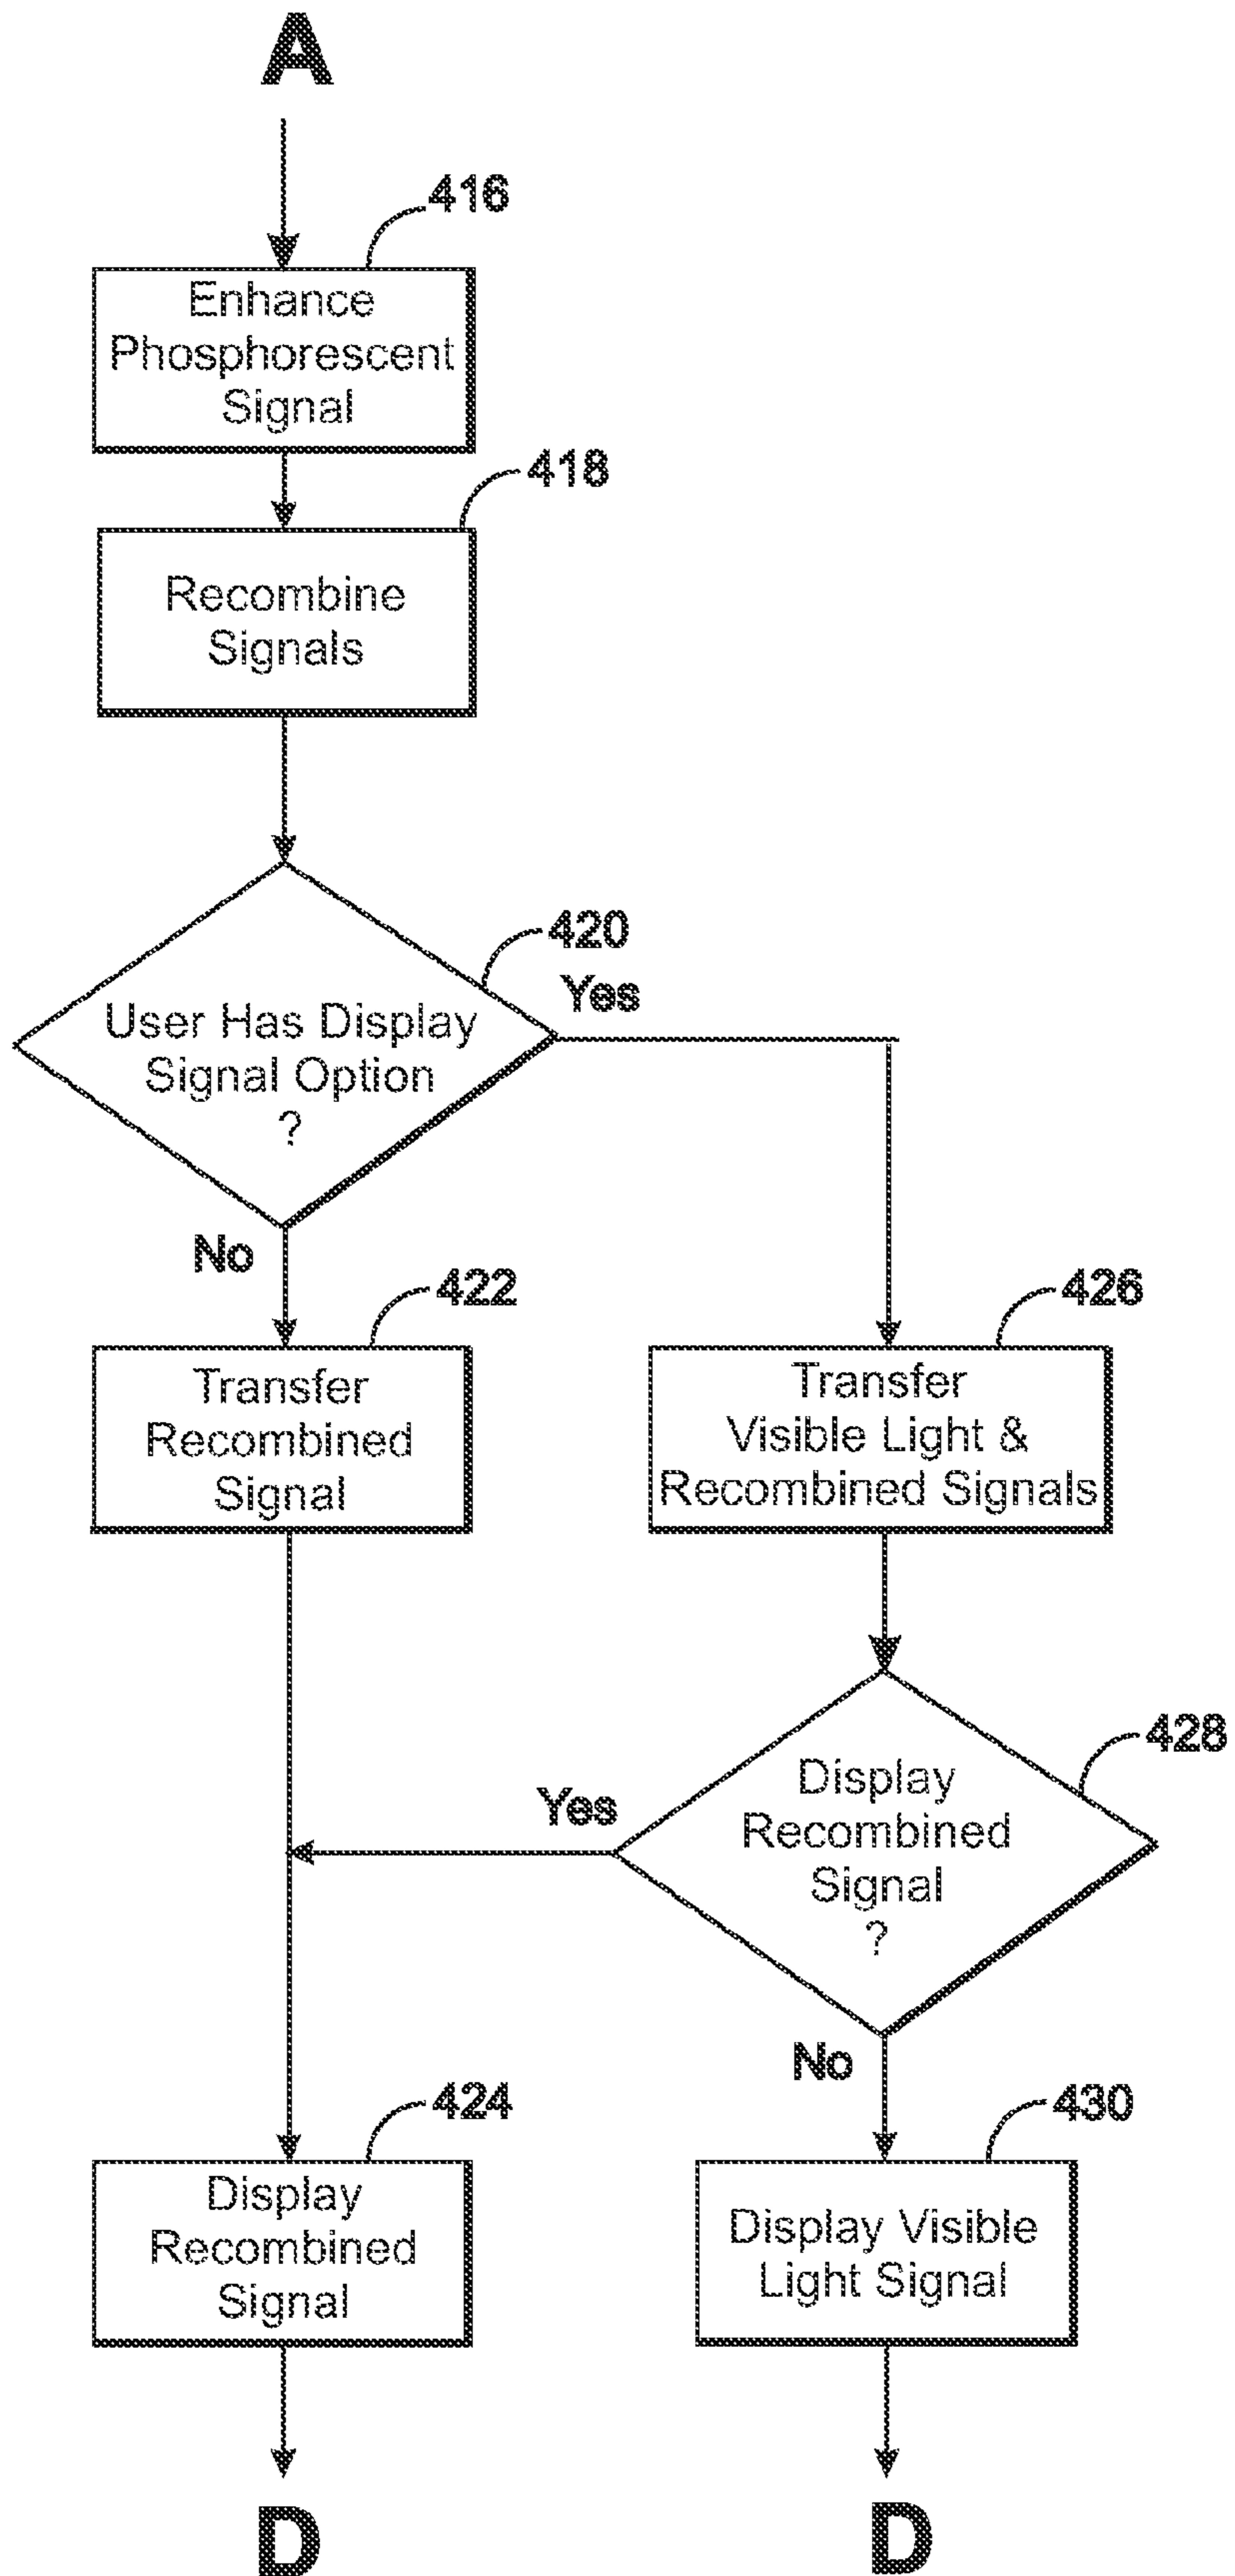 A
416
Enhance
Phosphorescent
Signal
418
Recombine
Signals
420
Yes
User Has Display
Signal Option
?
No
422
Transfer
Recombined
Signal
426
Transfer
Visible Light &
Recombined Signals
428
Display
Recombined
Signal
?
Yes
No
424
Display
Recombined
Signal
430
Display Visible
Light Signal
D
D